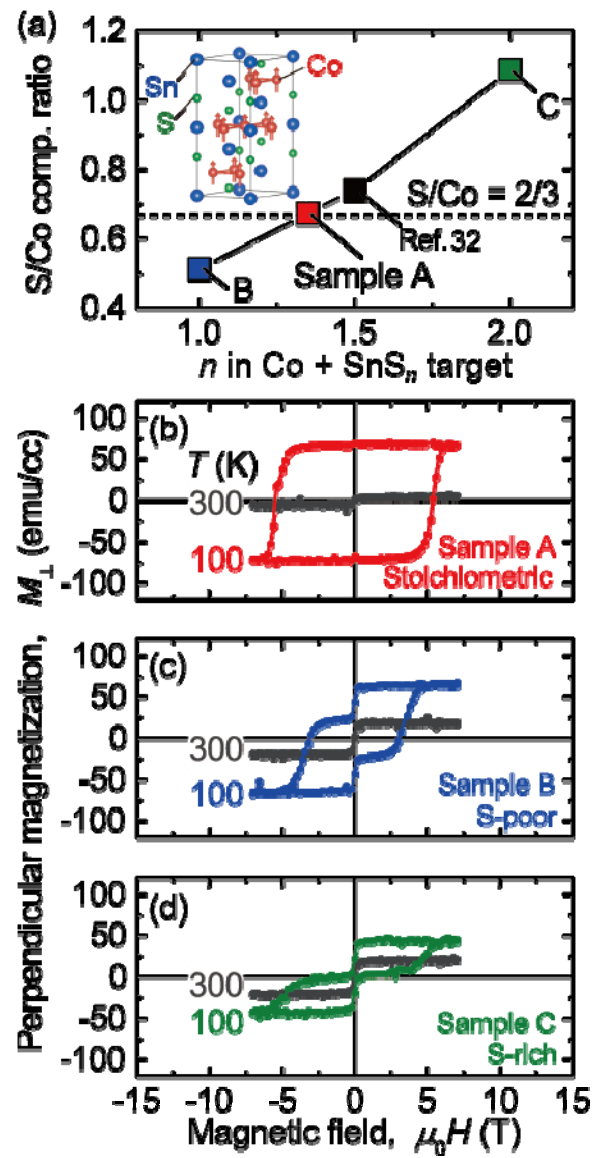 (a)
1.2
1.0
0.8
0.6
0.4
S/Co comp. ratio
Sn
Co
S
C
S/Co = 2/3
Ref.32
Sample A
B
1.0 1.5 2.0
n in Co + SnSₙ target
Perpendicular magnetization, M⊥ (emu/cc)
(b)
100
50
0
-50
-100
T (K)
300
100
Sample A
Stoichiometric
(c)
100
50
0
-50
-100
300
100
Sample B
S-poor
(d)
100
50
0
-50
-100
300
100
Sample C
S-rich
-15 -10 -5 0 5 10 15
Magnetic field, μ₀H (T)